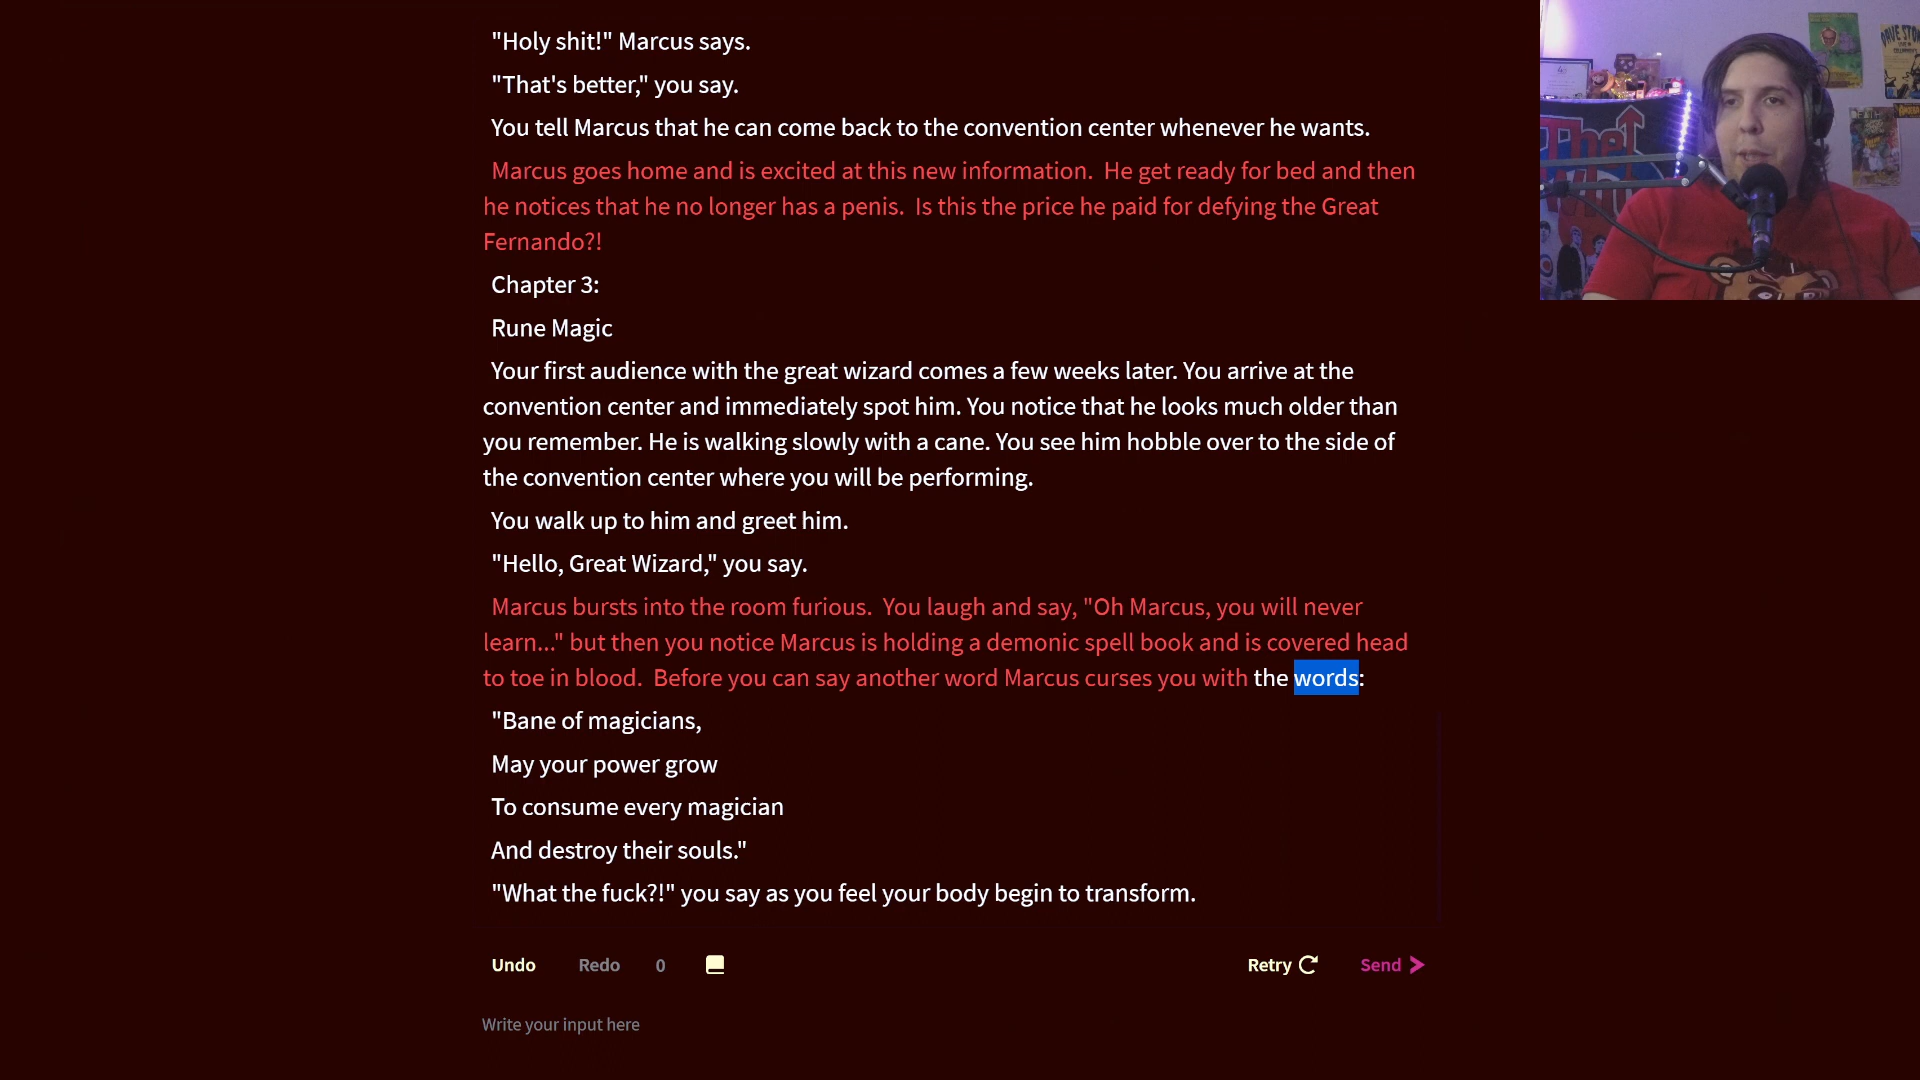 "Holy shit!" Marcus says.
"That's better," you say.
You tell Marcus that he can come back to the convention center whenever he wants.
Marcus goes home and is excited at this new information.  He get ready for bed and then
he notices that he no longer has a penis.  Is this the price he paid for defying the Great
Fernando?!
Chapter 3:
Rune Magic
Your first audience with the great wizard comes a few weeks later. You arrive at the
convention center and immediately spot him. You notice that he looks much older than
you remember. He is walking slowly with a cane. You see him hobble over to the side of
the convention center where you will be performing.
You walk up to him and greet him.
"Hello, Great Wizard," you say.
Marcus bursts into the room furious.  You laugh and say, "Oh Marcus, you will never
learn..." but then you notice Marcus is holding a demonic spell book and is covered head
to toe in blood.  Before you can say another word Marcus curses you with the words:
"Bane of magicians,
May your power grow
To consume every magician
And destroy their souls."
"What the fuck?!" you say as you feel your body begin to transform.
Undo Redo 0 Retry Send
Write your input here
The
Who